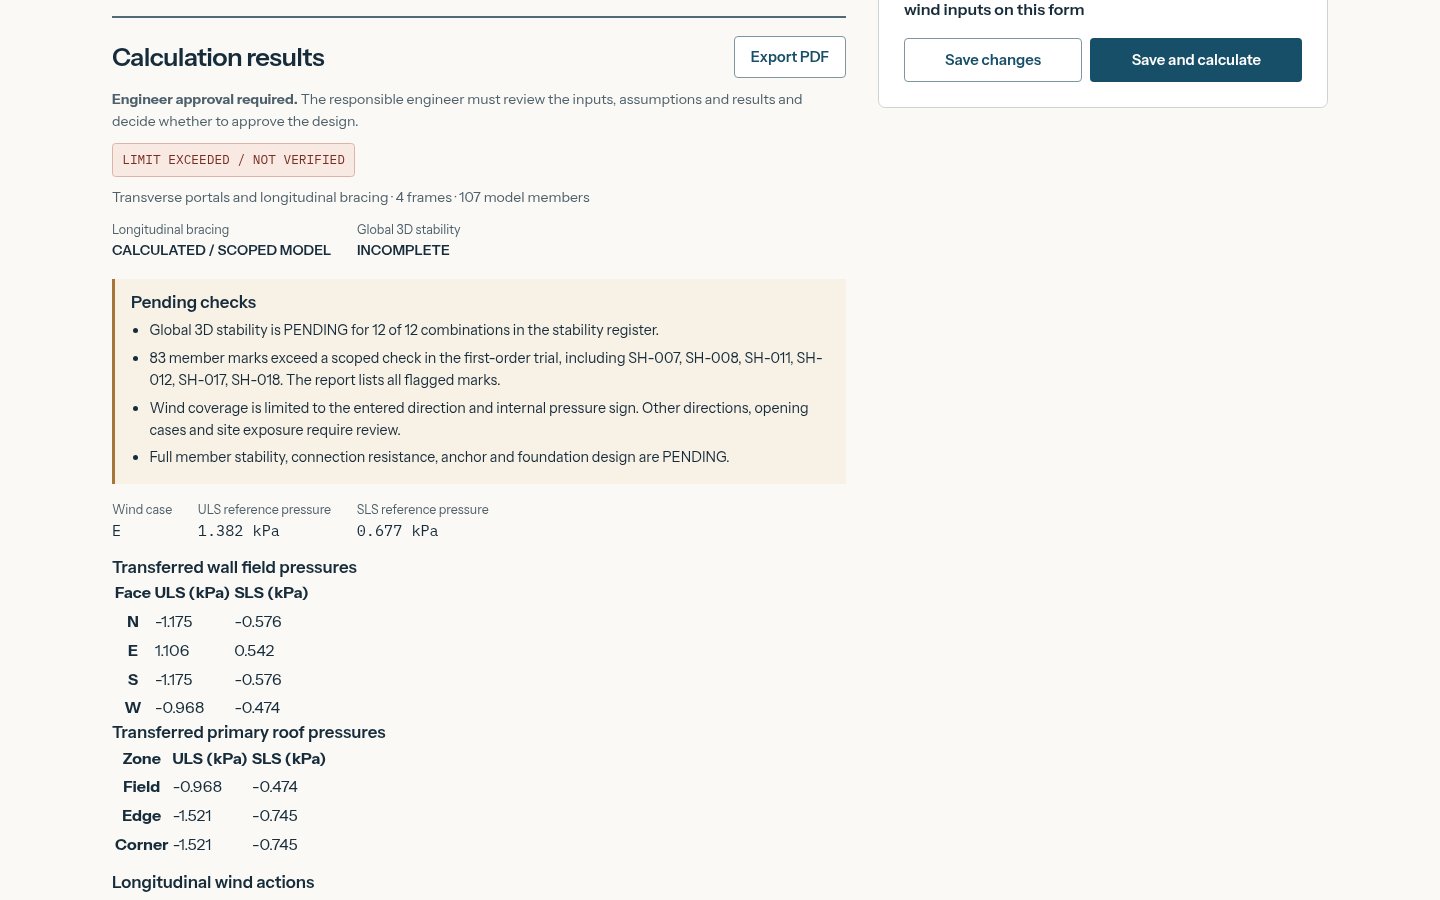 wind inputs on this form
Save changes
Save and calculate
Calculation results
Export PDF
Engineer approval required. The responsible engineer must review the inputs, assumptions and results and
decide whether to approve the design.
LIMIT EXCEEDED / NOT VERIFIED
Transverse portals and longitudinal bracing · 4 frames · 107 model members
Longitudinal bracing
CALCULATED / SCOPED MODEL
Global 3D stability
INCOMPLETE
Pending checks
• Global 3D stability is PENDING for 12 of 12 combinations in the stability register.
• 83 member marks exceed a scoped check in the first-order trial, including SH-007, SH-008, SH-011, SH-
012, SH-017, SH-018. The report lists all flagged marks.
• Wind coverage is limited to the entered direction and internal pressure sign. Other directions, opening
cases and site exposure require review.
• Full member stability, connection resistance, anchor and foundation design are PENDING.
Wind case
E
ULS reference pressure
1.382 kPa
SLS reference pressure
0.677 kPa
Transferred wall field pressures
Face ULS (kPa) SLS (kPa)
N -1.175 -0.576
E 1.106 0.542
S -1.175 -0.576
W -0.968 -0.474
Transferred primary roof pressures
Zone ULS (kPa) SLS (kPa)
Field -0.968 -0.474
Edge -1.521 -0.745
Corner -1.521 -0.745
Longitudinal wind actions